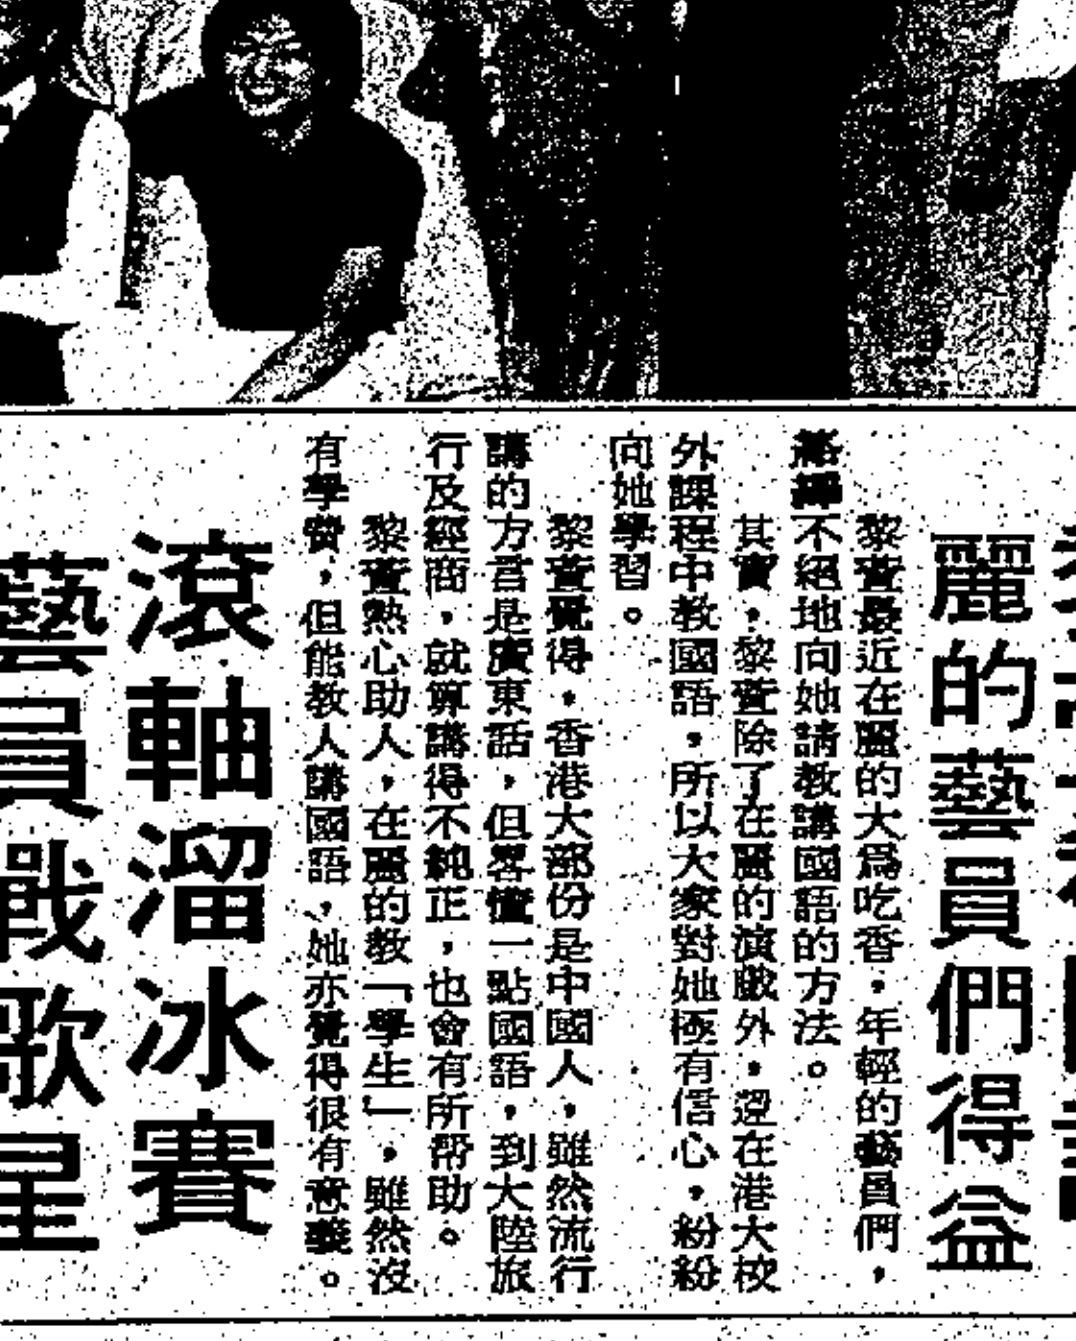 麗的藝員們得益
黎萱最近在麗的大爲吃香，年輕的藝員們，
絡繹不絕地向她請教講國語的方法。
其實，黎萱除了在麗的演戲外，還在港大校
外課程中教國語，所以大家對她極有信心，紛紛
向她學習。
黎萱覺得，香港大部份是中國人，雖然流行
講的方言是廣東話，但畧懂一點國語，到大陸旅
行及經商，就算講得不純正，也會有所幫助。
黎萱熱心助人，在麗的教「學生」，雖然沒
有學費，但能教人講國語，她亦覺得很有意義。
滾軸溜冰賽
藝員戰歌星